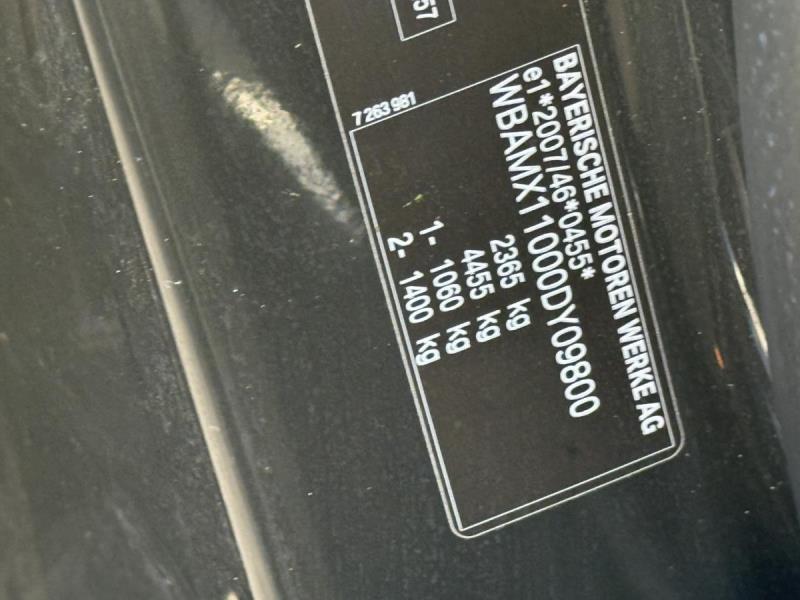 57
7 263 981
BAYERISCHE MOTOREN WERKE AG
e1*2007/46*0455*
WBAMX11000DY09800
2365 kg
4455 kg
1- 1060 kg
2- 1400 kg